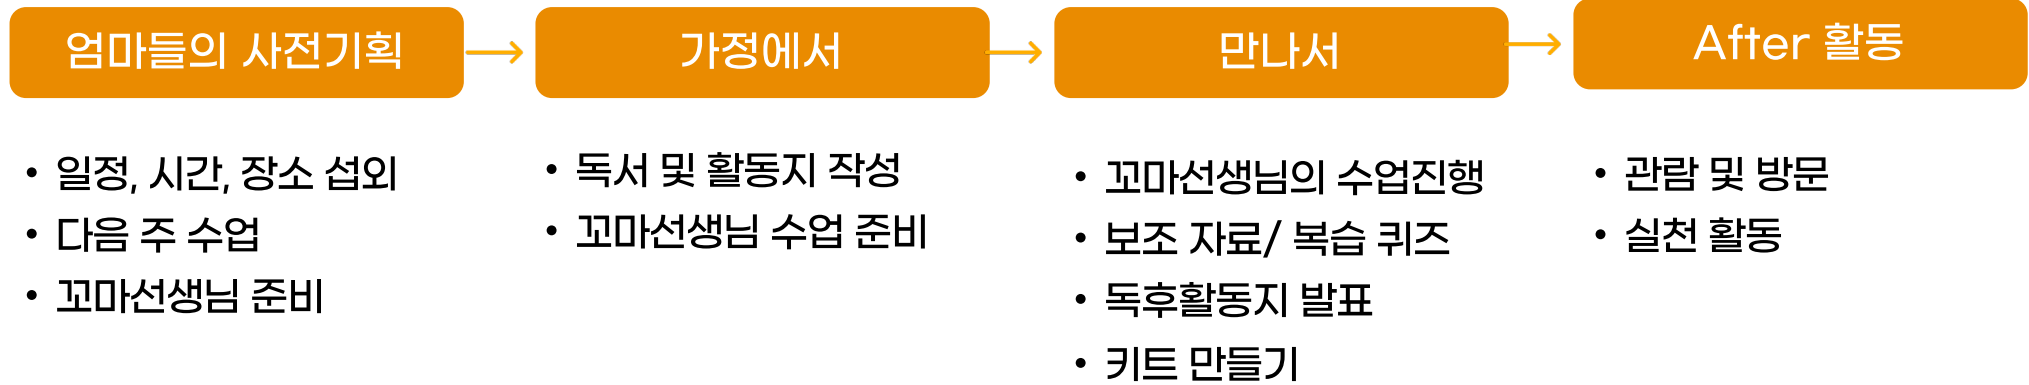 엄마들의 사전기획
• 일정, 시간, 장소 섭외
• 다음 주 수업
• 꼬마선생님 준비
가정에서
• 독서 및 활동지 작성
• 꼬마선생님 수업 준비
만나서
• 꼬마선생님의 수업진행
• 보조 자료/ 복습 퀴즈
• 독후활동지 발표
• 키트 만들기
After 활동
• 관람 및 방문
• 실천 활동